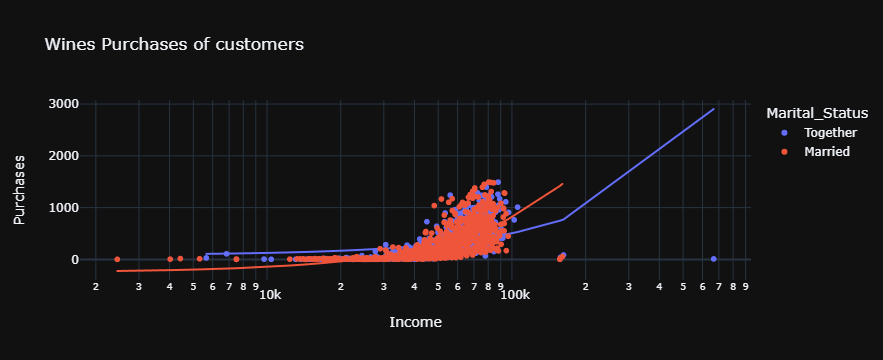 Wines Purchases of customers
Marital_Status
Together
Married
Purchases
3000
2000
1000
0
2 3 4 5 6 7 8 9 10k 2 3 4 5 6 7 8 9 100k 2 3 4 5 6 7 8 9
Income